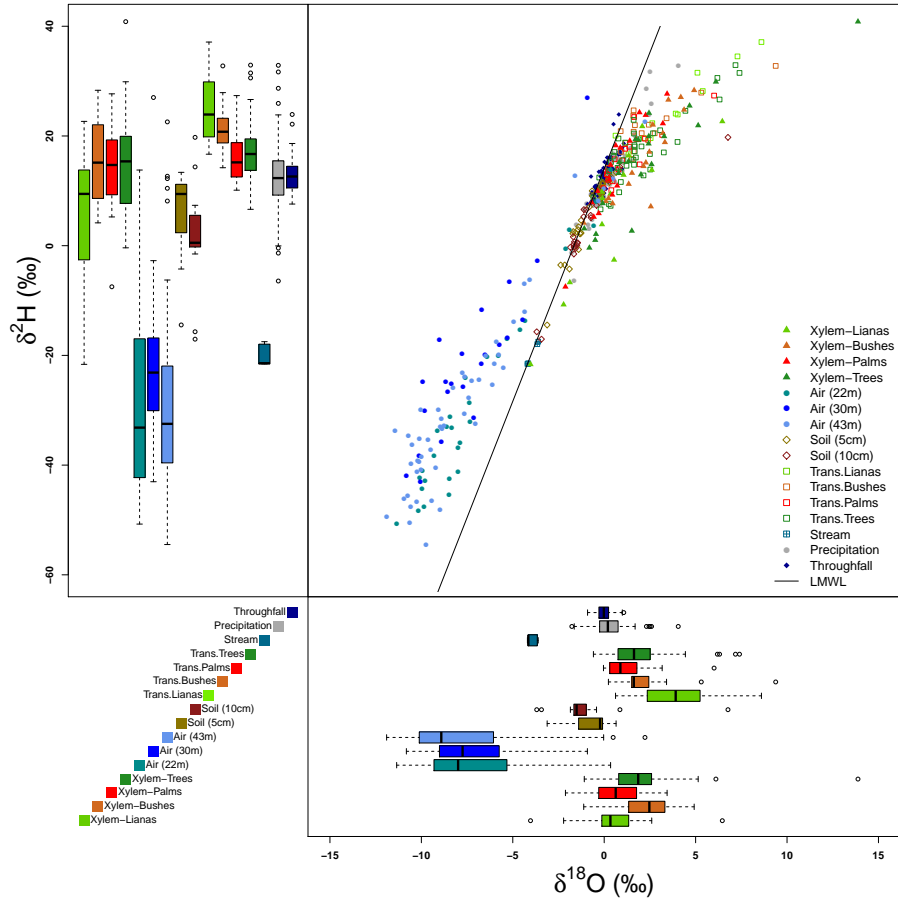 40
20
0
−20
−40
−60
δ²H (‰)
Xylem−Lianas
Xylem−Bushes
Xylem−Palms
Xylem−Trees
Air (22m)
Air (30m)
Air (43m)
Soil (5cm)
Soil (10cm)
Trans.Lianas
Trans.Bushes
Trans.Palms
Trans.Trees
Stream
Precipitation
Throughfall
LMWL
Throughfall
Precipitation
Stream
Trans.Trees
Trans.Palms
Trans.Bushes
Trans.Lianas
Soil (10cm)
Soil (5cm)
Air (43m)
Air (30m)
Air (22m)
Xylem−Trees
Xylem−Palms
Xylem−Bushes
Xylem−Lianas
−15 −10 −5 0 5 10 15
δ¹⁸O (‰)